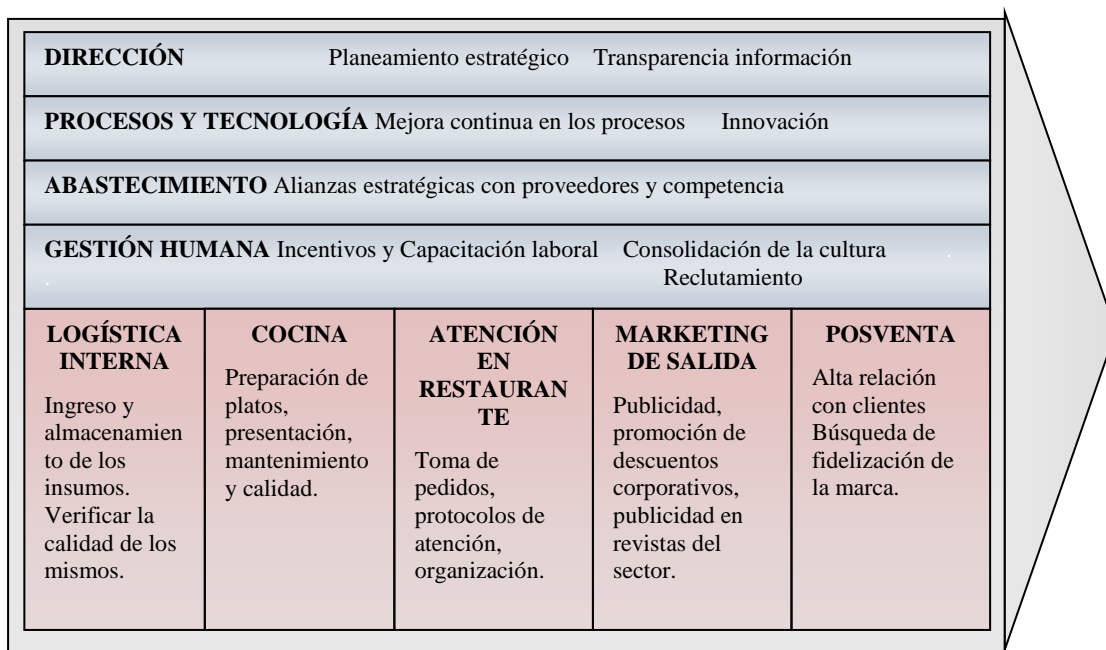 DIRECCIÓN Planeamiento estratégico Transparencia información
PROCESOS Y TECNOLOGÍA Mejora continua en los procesos Innovación
ABASTECIMIENTO Alianzas estratégicas con proveedores y competencia
GESTIÓN HUMANA Incentivos y Capacitación laboral Consolidación de la cultura .
. Reclutamiento
LOGÍSTICA
INTERNA
Ingreso y
almacenamien
to de los
insumos.
Verificar la
calidad de los
mismos.
COCINA
Preparación de
platos,
presentación,
mantenimiento
y calidad.
ATENCIÓN
EN
RESTAURAN
TE
Toma de
pedidos,
protocolos de
atención,
organización.
MARKETING
DE SALIDA
Publicidad,
promoción de
descuentos
corporativos,
publicidad en
revistas del
sector.
POSVENTA
Alta relación
con clientes
Búsqueda de
fidelización de
la marca.